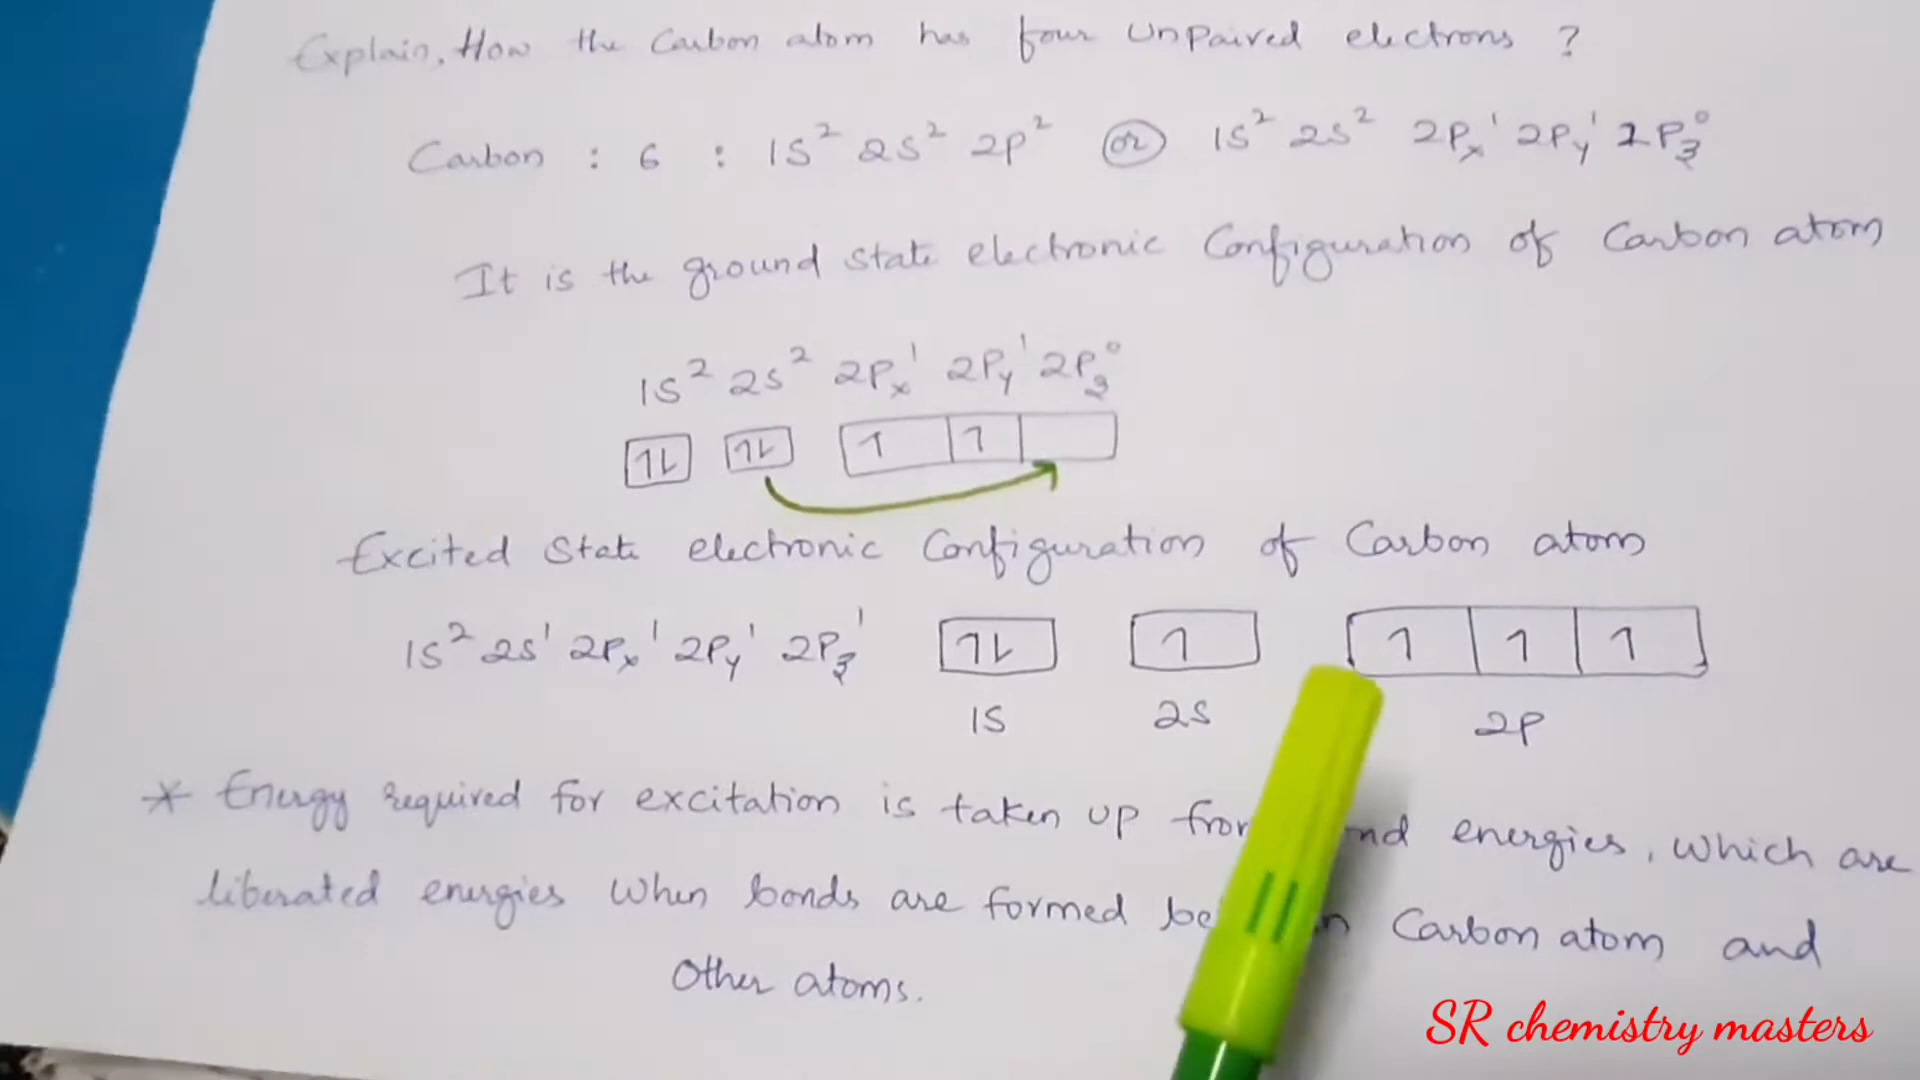 Explain, How the Carbon atom has four unpaired electrons ?
Carbon : 6 : 1S² 2S² 2P² (or) 1S² 2S² 2Pₓ¹ 2Py¹ 2Pz⁰
It is the ground state electronic Configuration of Carbon atom
1S² 2S² 2Pₓ¹ 2Py¹ 2Pz⁰
↿⇂ ↿⇂ ↿ ↿
Excited State electronic Configuration of Carbon atom
1S² 2S¹ 2Pₓ¹ 2Py¹ 2Pz¹ ↿⇂ ↿ ↿ ↿ ↿
1S 2S 2P
* Energy required for excitation is taken up energies, which are
liberated energies when bonds are formed Carbon atom and
Other atoms.
SR chemistry masters